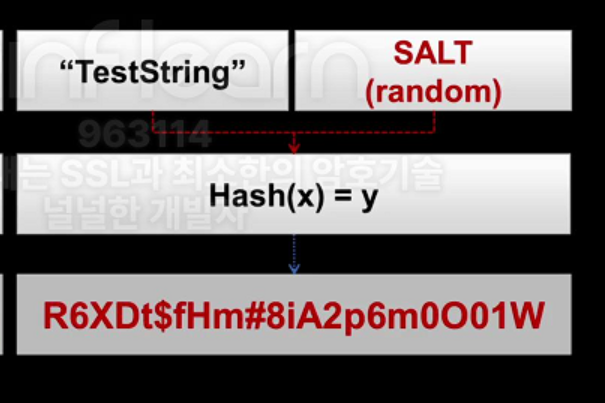 inflearn
“TestString”
SALT
(random)
963114
는 SSL과 최소한의 암호기술
Hash(x) = y
널널한 개발자
R6XDt$fHm#8iA2p6m0O01W